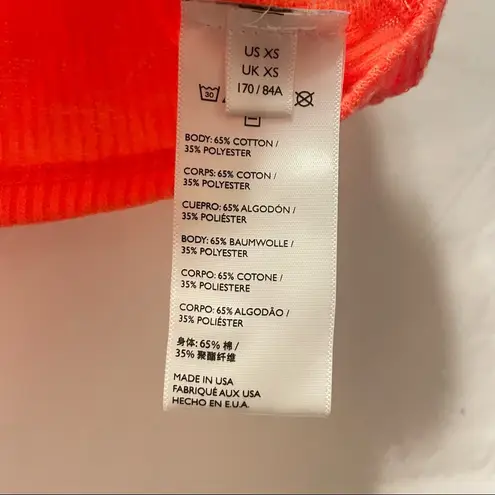 US XS
UK XS
170 / 84A
30
BODY: 65% COTTON /
35% POLYESTER
CORPS: 65% COTON /
35% POLYESTER
CUEPRO: 65% ALGODÓN /
35% POLIÉSTER
BODY: 65% BAUMWOLLE /
35% POLYESTER
CORPO: 65% COTONE /
35% POLIESTERE
CORPO: 65% ALGODÃO /
35% POLIÉSTER
身体: 65% 棉 /
35% 聚酯纤维
MADE IN USA
FABRIQUÉ AUX USA
HECHO EN E.U.A.